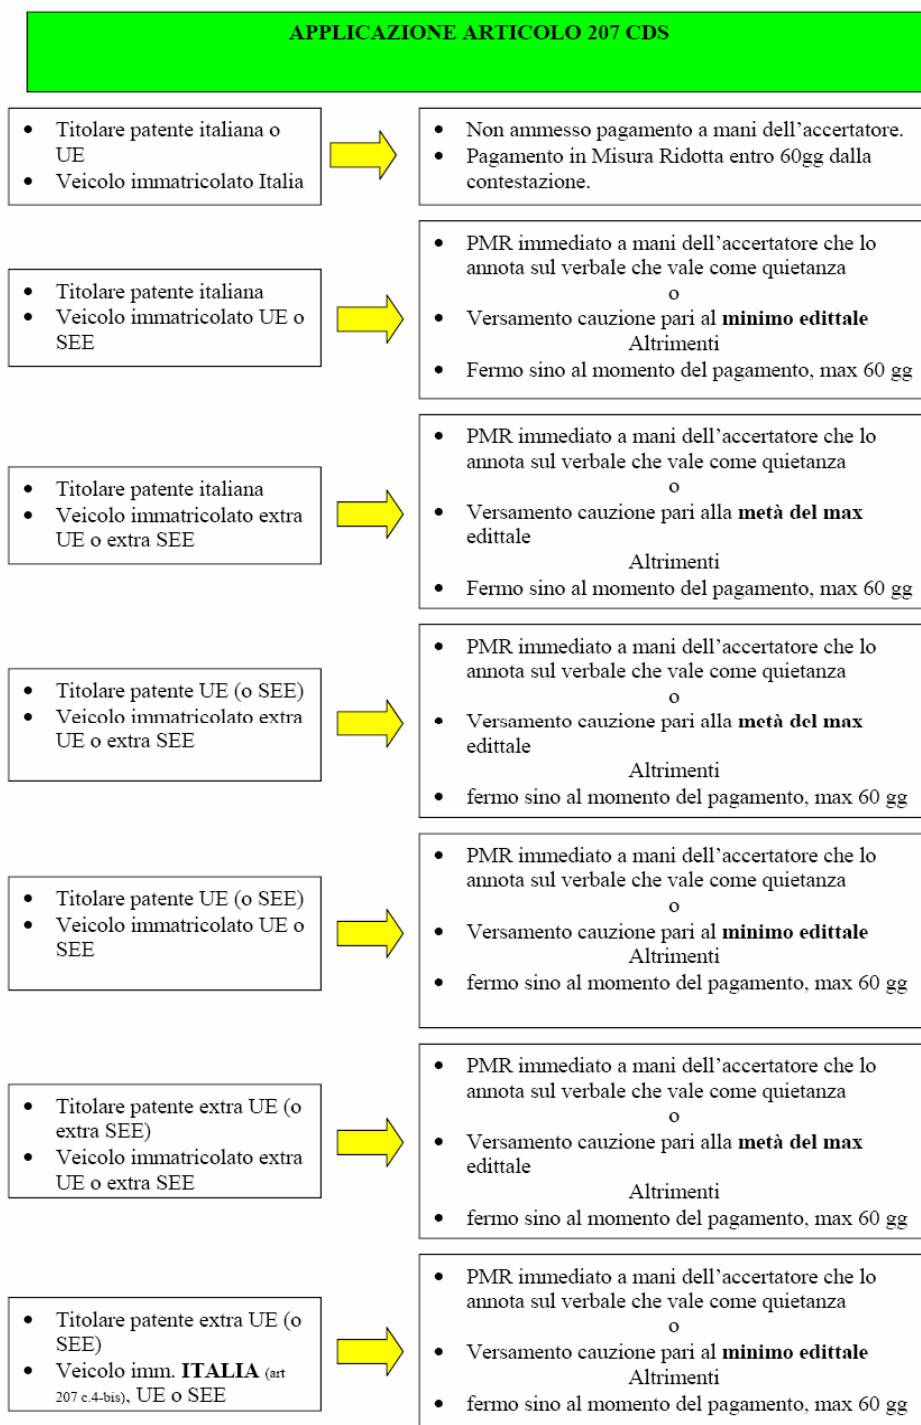 APPLICAZIONE ARTICOLO 207 CDS
• Titolare patente italiana o
UE
• Veicolo immatricolato Italia
• Non ammesso pagamento a mani dell’accertatore.
• Pagamento in Misura Ridotta entro 60gg dalla
contestazione.
• Titolare patente italiana
• Veicolo immatricolato UE o
SEE
• PMR immediato a mani dell’accertatore che lo
annota sul verbale che vale come quietanza
o
• Versamento cauzione pari al minimo edittale
Altrimenti
• Fermo sino al momento del pagamento, max 60 gg
• Titolare patente italiana
• Veicolo immatricolato extra
UE o extra SEE
• PMR immediato a mani dell’accertatore che lo
annota sul verbale che vale come quietanza
o
• Versamento cauzione pari alla metà del max
edittale
Altrimenti
• Fermo sino al momento del pagamento, max 60 gg
• Titolare patente UE (o SEE)
• Veicolo immatricolato extra
UE o extra SEE
• PMR immediato a mani dell’accertatore che lo
annota sul verbale che vale come quietanza
o
• Versamento cauzione pari alla metà del max
edittale
Altrimenti
• fermo sino al momento del pagamento, max 60 gg
• Titolare patente UE (o SEE)
• Veicolo immatricolato UE o
SEE
• PMR immediato a mani dell’accertatore che lo
annota sul verbale che vale come quietanza
o
• Versamento cauzione pari al minimo edittale
Altrimenti
• fermo sino al momento del pagamento, max 60 gg
• Titolare patente extra UE (o
extra SEE)
• Veicolo immatricolato extra
UE o extra SEE
• PMR immediato a mani dell’accertatore che lo
annota sul verbale che vale come quietanza
o
• Versamento cauzione pari alla metà del max
edittale
Altrimenti
• fermo sino al momento del pagamento, max 60 gg
• Titolare patente extra UE (o
SEE)
• Veicolo imm. ITALIA (art
207 c.4-bis), UE o SEE
• PMR immediato a mani dell’accertatore che lo
annota sul verbale che vale come quietanza
o
• Versamento cauzione pari al minimo edittale
Altrimenti
• fermo sino al momento del pagamento, max 60 gg